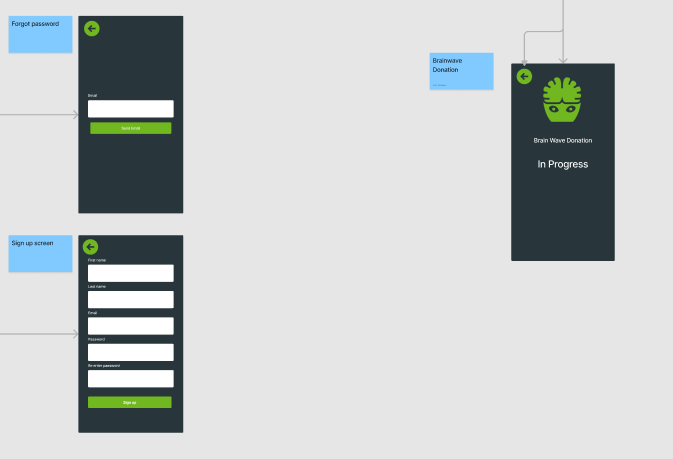 Forgot password
Email
Send Email
Sign up screen
First name
Last name
Email
Password
Re-enter password
Sign up
Brainwave
Donation
Brain Wave Donation
In Progress